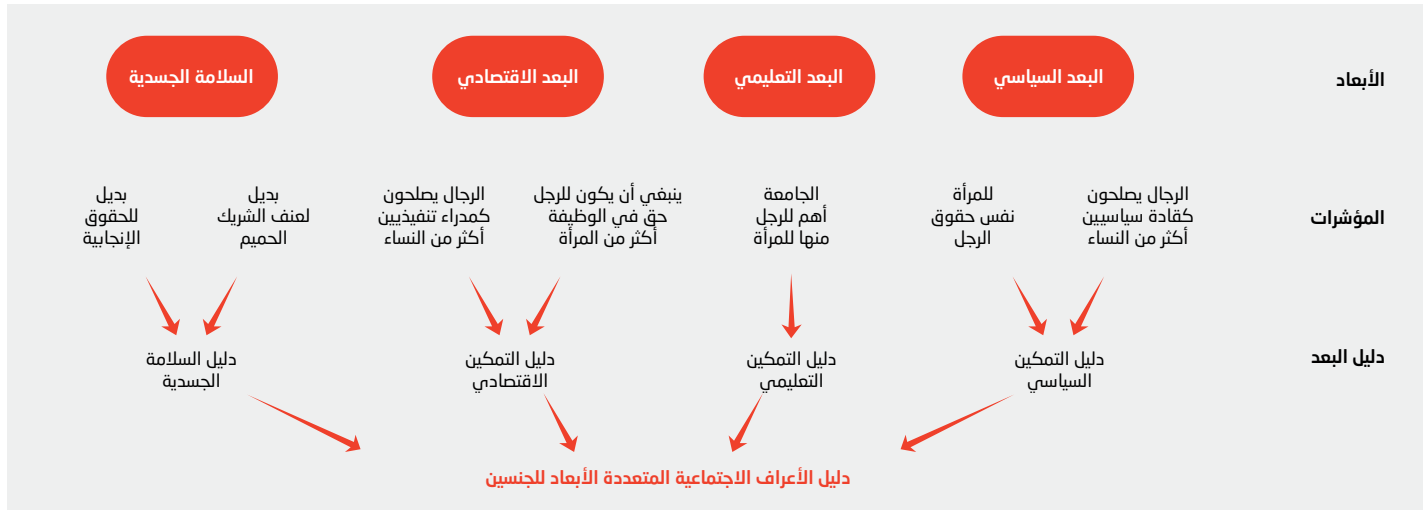 الأبعاد
البعد السياسي
البعد التعليمي
البعد الاقتصادي
السلامة الجسدية
المؤشرات
الرجال يصلحون
كقادة سياسيين
أكثر من النساء
للمرأة
نفس حقوق
الرجل
الجامعة
أهم للرجل
منها للمرأة
ينبغي أن يكون للرجل
حق في الوظيفة
أكثر من المرأة
الرجال يصلحون
كمدراء تنفيذيين
أكثر من النساء
بديل
لعنف الشريك
الحميم
بديل
للحقوق
الإنجابية
دليل البعد
دليل التمكين
السياسي
دليل التمكين
التعليمي
دليل التمكين
الاقتصادي
دليل السلامة
الجسدية
دليل الأعراف الاجتماعية المتعددة الأبعاد للجنسين